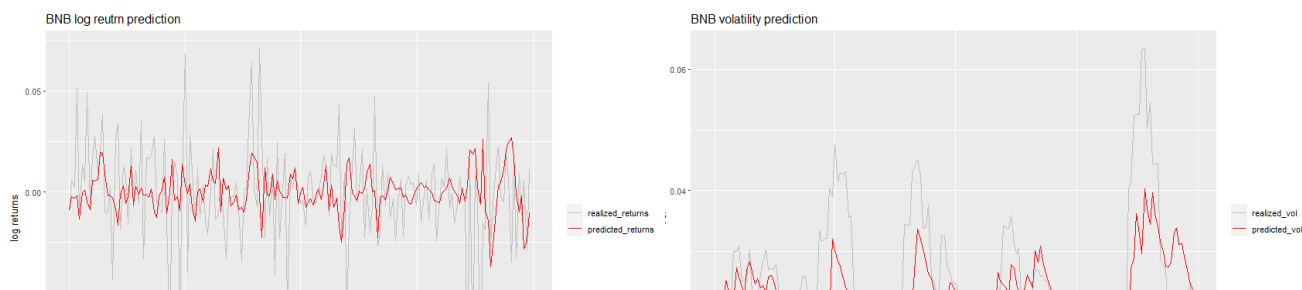 BNB log reutrn prediction
0.05
0.00
log returns
realized_returns
predicted_returns
BNB volatility prediction
0.06
0.04
realized_vol
predicted_vol